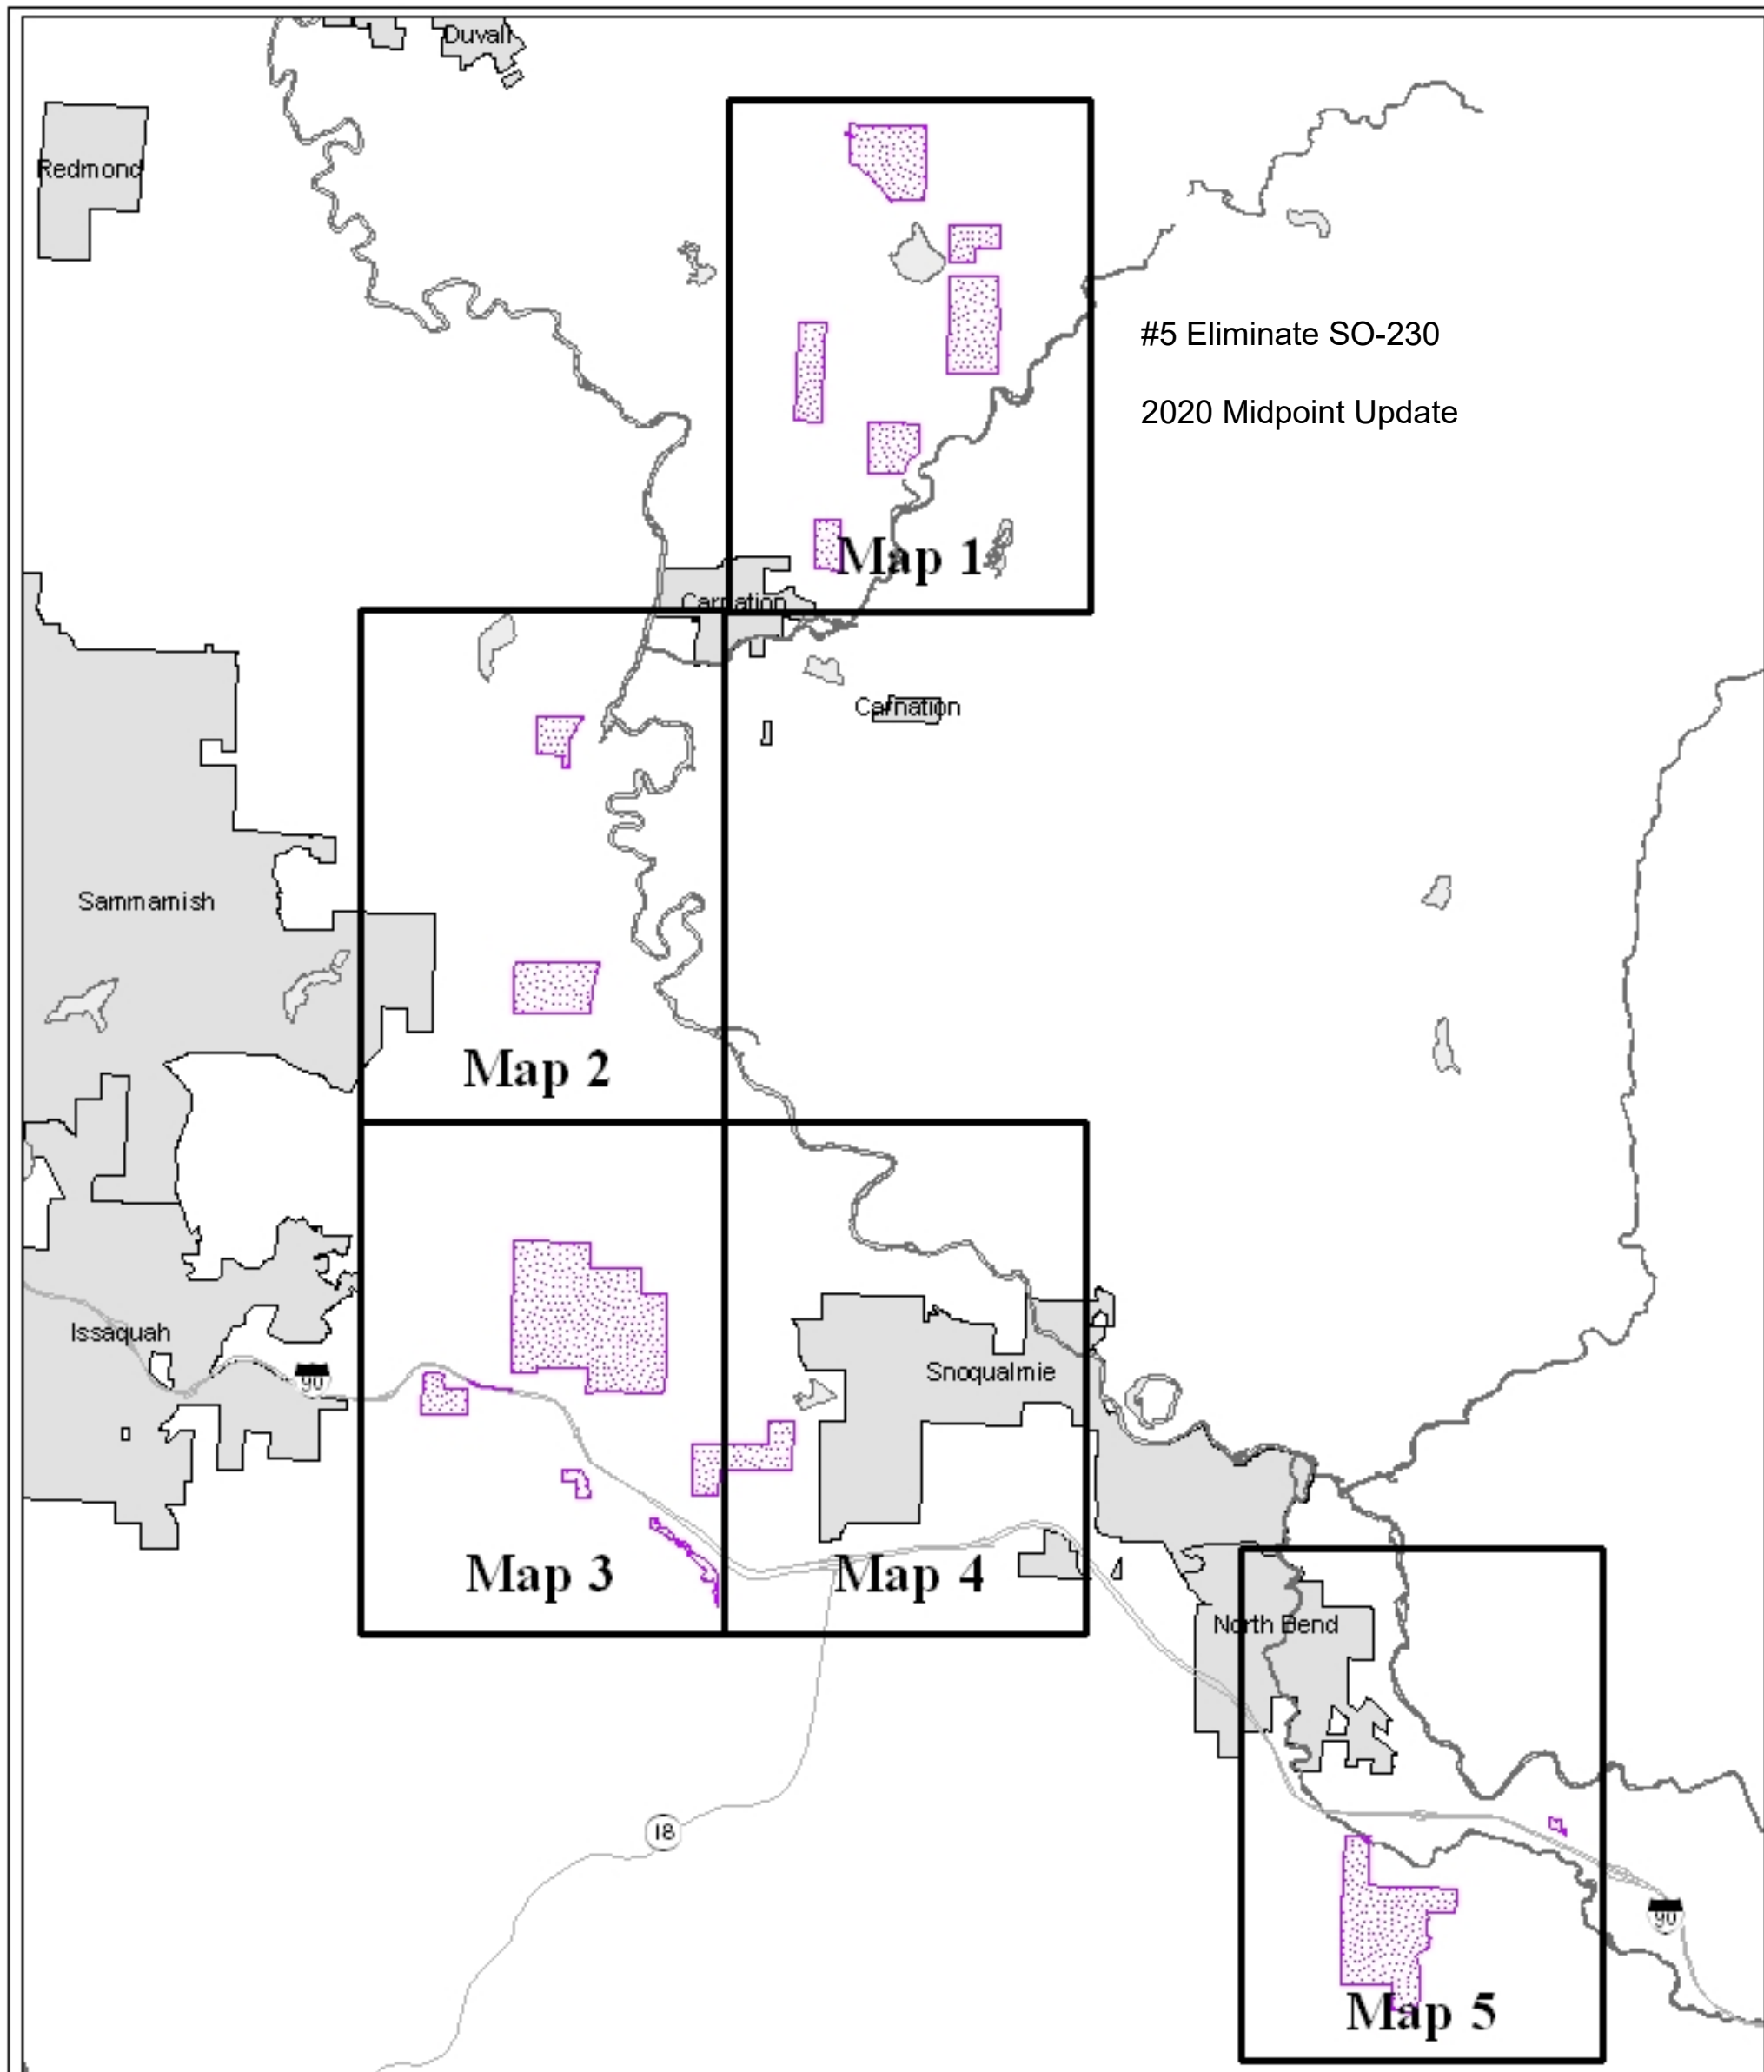 Duvall
Redmond
#5 Eliminate SO-230
2020 Midpoint Update
Map 1
Carnation
Carnation
Sammamish
Map 2
Issaquah
90
Snoqualmie
Map 3
Map 4
North Bend
18
90
Map 5